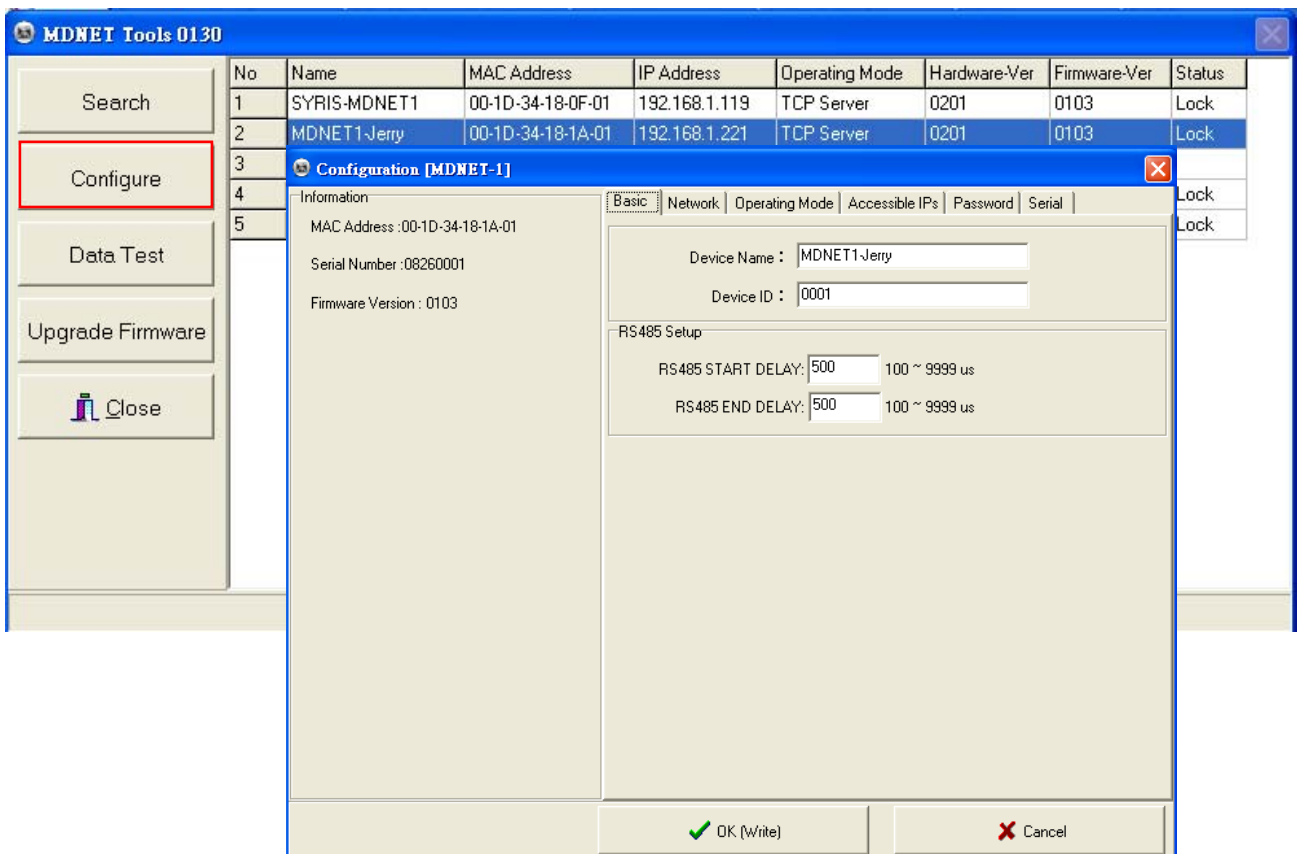 MDNET Tools 0130
Search
Configure
Data Test
Upgrade Firmware
Close
No Name MAC Address IP Address Operating Mode Hardware-Ver Firmware-Ver Status
1 SYRIS-MDNET1 00-1D-34-18-0F-01 192.168.1.119 TCP Server 0201 0103 Lock
2 MDNET1-Jerry 00-1D-34-18-1A-01 192.168.1.221 TCP Server 0201 0103 Lock
3
4 Lock
5 Lock
Configuration [MDNET-1]
Information
MAC Address :00-1D-34-18-1A-01
Serial Number :08260001
Firmware Version : 0103
Basic Network Operating Mode Accessible IPs Password Serial
Device Name : MDNET1-Jerry
Device ID : 0001
RS485 Setup
RS485 START DELAY: 500 100 ~ 9999 us
RS485 END DELAY: 500 100 ~ 9999 us
OK (Write) Cancel